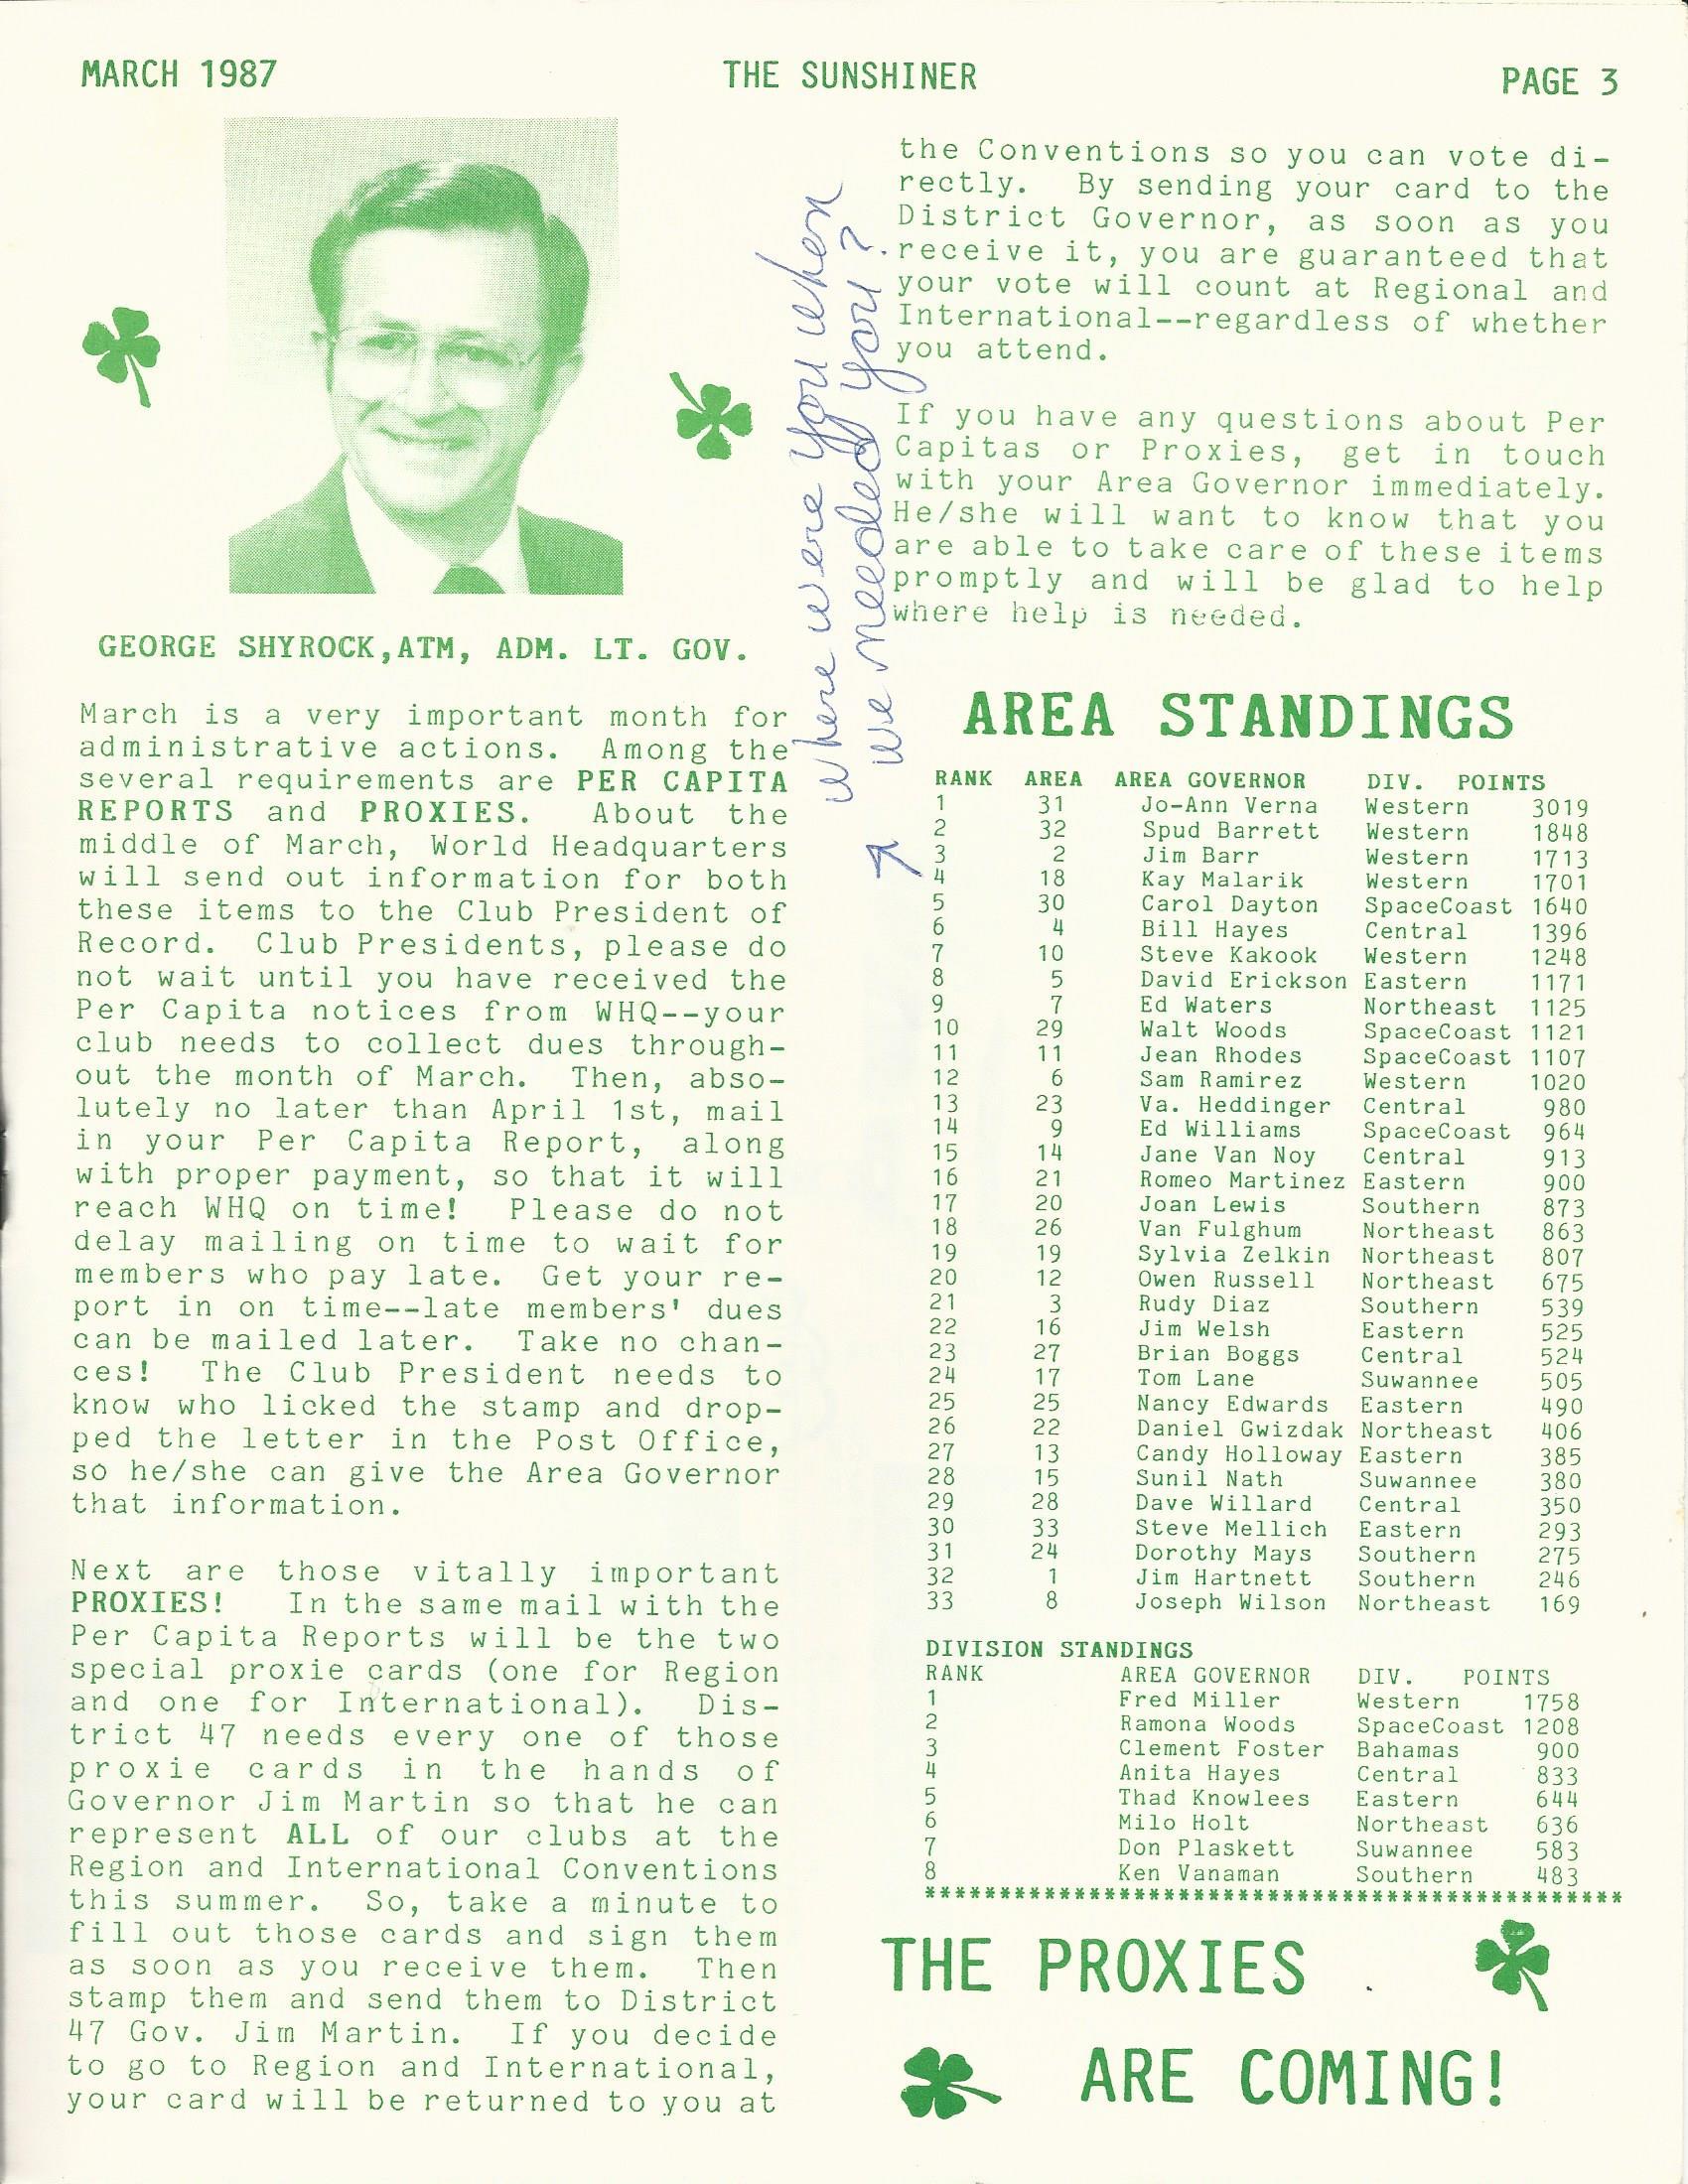 MARCH 1987 THE SUNSHINER PAGE 3
GEORGE SHYROCK,ATM, ADM. LT. GOV.
March is a very important month for
administrative actions. Among the
several requirements are PER CAPITA
REPORTS and PROXIES. About the
middle of March, World Headquarters
will send out information for both
these items to the Club President of
Record. Club Presidents, please do
not wait until you have received the
Per Capita notices from WHQ--your
club needs to collect dues through-
out the month of March. Then, abso-
lutely no later than April 1st, mail
in your Per Capita Report, along
with proper payment, so that it will
reach WHQ on time! Please do not
delay mailing on time to wait for
members who pay late. Get your re-
port in on time--late members' dues
can be mailed later. Take no chan-
ces! The Club President needs to
know who licked the stamp and drop-
ped the letter in the Post Office,
so he/she can give the Area Governor
that information.
Next are those vitally important
PROXIES! In the same mail with the
Per Capita Reports will be the two
special proxie cards (one for Region
and one for International). Dis-
trict 47 needs every one of those
proxie cards in the hands of
Governor Jim Martin so that he can
represent ALL of our clubs at the
Region and International Conventions
this summer. So, take a minute to
fill out those cards and sign them
as soon as you receive them. Then
stamp them and send them to District
47 Gov. Jim Martin. If you decide
to go to Region and International,
your card will be returned to you at
where were you when
we needed you?
the Conventions so you can vote di-
rectly. By sending your card to the
District Governor, as soon as you
receive it, you are guaranteed that
your vote will count at Regional and
International--regardless of whether
you attend.
If you have any questions about Per
Capitas or Proxies, get in touch
with your Area Governor immediately.
He/she will want to know that you
are able to take care of these items
promptly and will be glad to help
where help is needed.
AREA STANDINGS
RANK AREA AREA GOVERNOR DIV. POINTS
1 31 Jo-Ann Verna Western 3019
2 32 Spud Barrett Western 1848
3 2 Jim Barr Western 1713
4 18 Kay Malarik Western 1701
5 30 Carol Dayton SpaceCoast 1640
6 4 Bill Hayes Central 1396
7 10 Steve Kakook Western 1248
8 5 David Erickson Eastern 1171
9 7 Ed Waters Northeast 1125
10 29 Walt Woods SpaceCoast 1121
11 11 Jean Rhodes SpaceCoast 1107
12 6 Sam Ramirez Western 1020
13 23 Va. Heddinger Central 980
14 9 Ed Williams SpaceCoast 964
15 14 Jane Van Noy Central 913
16 21 Romeo Martinez Eastern 900
17 20 Joan Lewis Southern 873
18 26 Van Fulghum Northeast 863
19 19 Sylvia Zelkin Northeast 807
20 12 Owen Russell Northeast 675
21 3 Rudy Diaz Southern 539
22 16 Jim Welsh Eastern 525
23 27 Brian Boggs Central 524
24 17 Tom Lane Suwannee 505
25 25 Nancy Edwards Eastern 490
26 22 Daniel Gwizdak Northeast 406
27 13 Candy Holloway Eastern 385
28 15 Sunil Nath Suwannee 380
29 28 Dave Willard Central 350
30 33 Steve Mellich Eastern 293
31 24 Dorothy Mays Southern 275
32 1 Jim Hartnett Southern 246
33 8 Joseph Wilson Northeast 169
DIVISION STANDINGS
RANK AREA GOVERNOR DIV. POINTS
1 Fred Miller Western 1758
2 Ramona Woods SpaceCoast 1208
3 Clement Foster Bahamas 900
4 Anita Hayes Central 833
5 Thad Knowlees Eastern 644
6 Milo Holt Northeast 636
7 Don Plaskett Suwannee 583
8 Ken Vanaman Southern 483
***********************************************
THE PROXIES
ARE COMING!